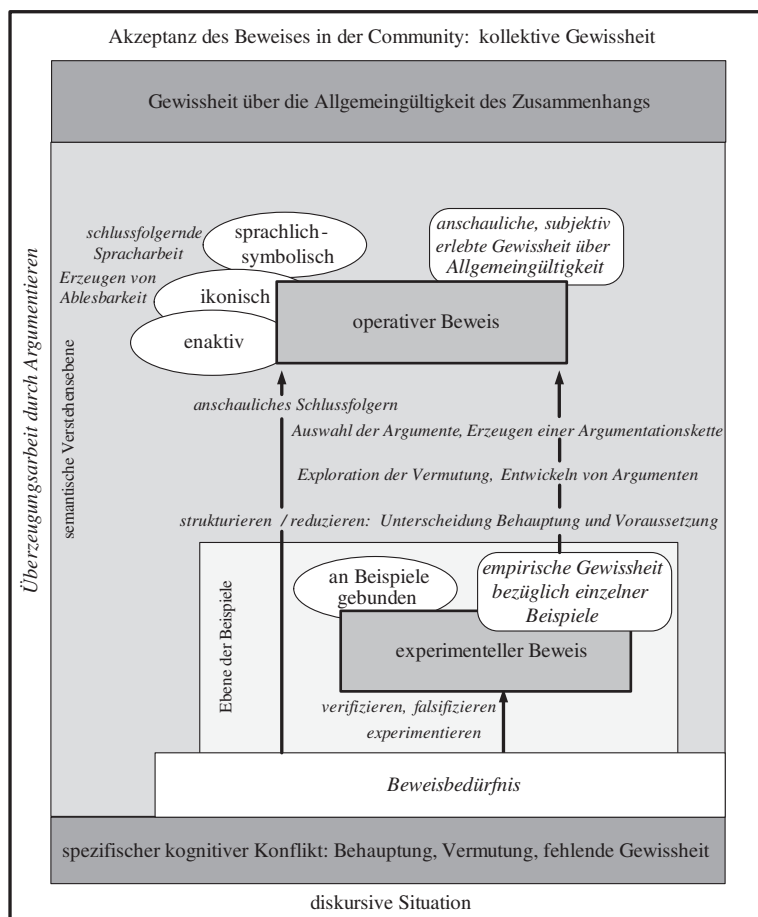 Akzeptanz des Beweises in der Community: kollektive Gewissheit
Gewissheit über die Allgemeingültigkeit des Zusammenhangs
Überzeugungsarbeit durch Argumentieren
semantische Verstehensebene
schlussfolgernde
Spracharbeit
sprachlich-
symbolisch
anschauliche, subjektiv
erlebte Gewissheit über
Allgemeingültigkeit
Erzeugen von
Ablesbarkeit
ikonisch
enaktiv
operativer Beweis
anschauliches Schlussfolgern
Auswahl der Argumente, Erzeugen einer Argumentationskette
Exploration der Vermutung, Entwickeln von Argumenten
strukturieren / reduzieren: Unterscheidung Behauptung und Voraussetzung
Ebene der Beispiele
an Beispiele
gebunden
empirische Gewissheit
bezüglich einzelner
Beispiele
experimenteller Beweis
verifizieren, falsifizieren
experimentieren
Beweisbedürfnis
spezifischer kognitiver Konflikt: Behauptung, Vermutung, fehlende Gewissheit
diskursive Situation